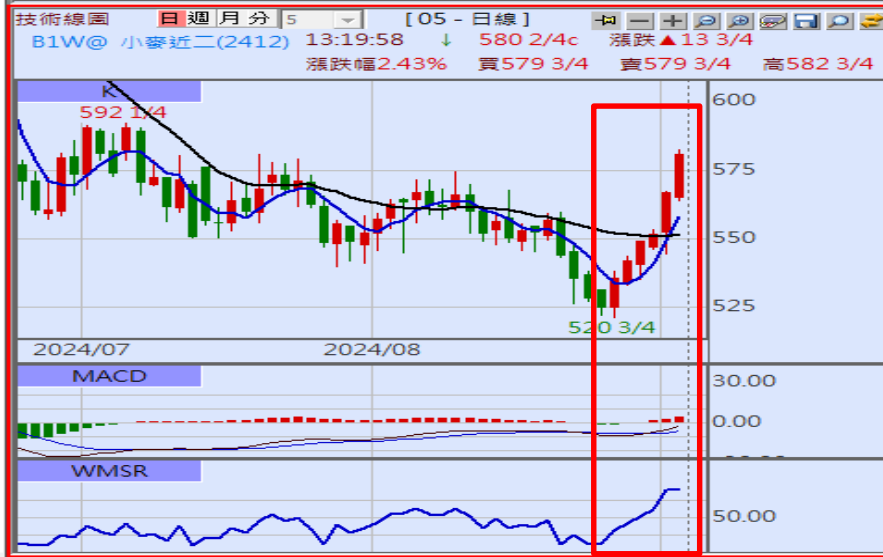 技術線圖 日 週 月 分 5 [ 05 - 日線 ]
B1W@ 小麥近二(2412) 13:19:58 ↓ 580 2/4c 漲跌▲13 3/4
漲跌幅2.43% 買579 3/4 賣579 3/4 高582 3/4
K
592 1/4
600
575
550
525
520 3/4
2024/07 2024/08
MACD
30.00
0.00
WMSR
50.00